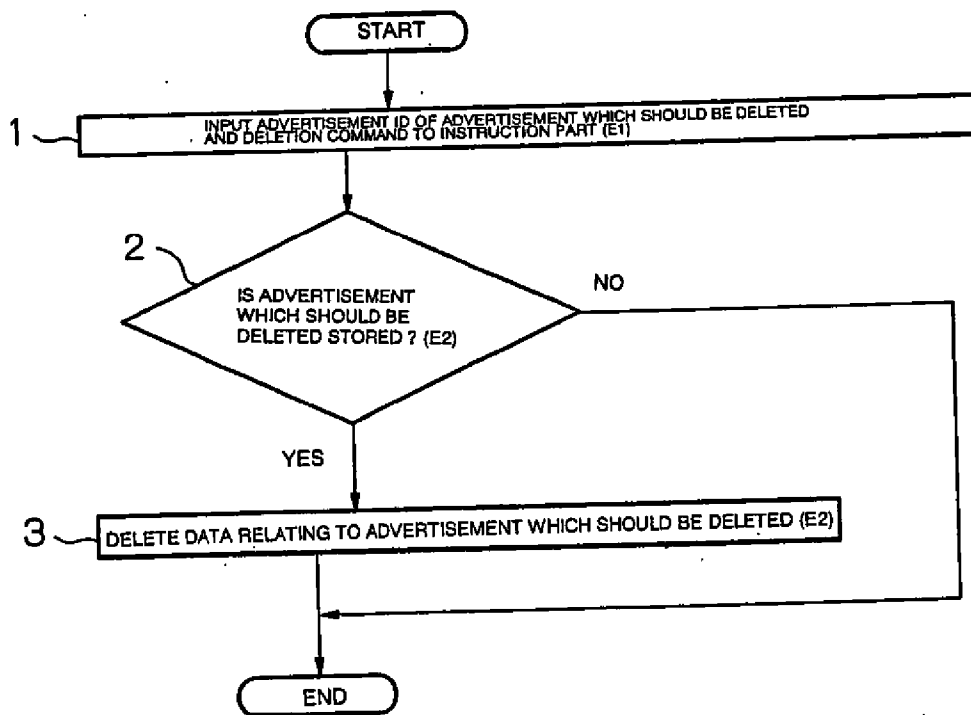 START
1
INPUT ADVERTISEMENT ID OF ADVERTISEMENT WHICH SHOULD BE DELETED
AND DELETION COMMAND TO INSTRUCTION PART (E1)
2
IS ADVERTISEMENT
WHICH SHOULD BE
DELETED STORED ? (E2)
NO
YES
3
DELETE DATA RELATING TO ADVERTISEMENT WHICH SHOULD BE DELETED (E2)
END